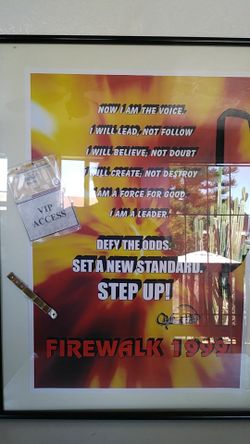 NOW I AM THE VOICE.
I WILL LEAD, NOT FOLLOW
I WILL BELIEVE, NOT DOUBT
I WILL CREATE, NOT DESTROY
I AM A FORCE FOR GOOD.
I AM A LEADER.
VIP
ACCESS
DEFY THE ODDS.
SET A NEW STANDARD.
STEP UP!
FIREWALK 1999